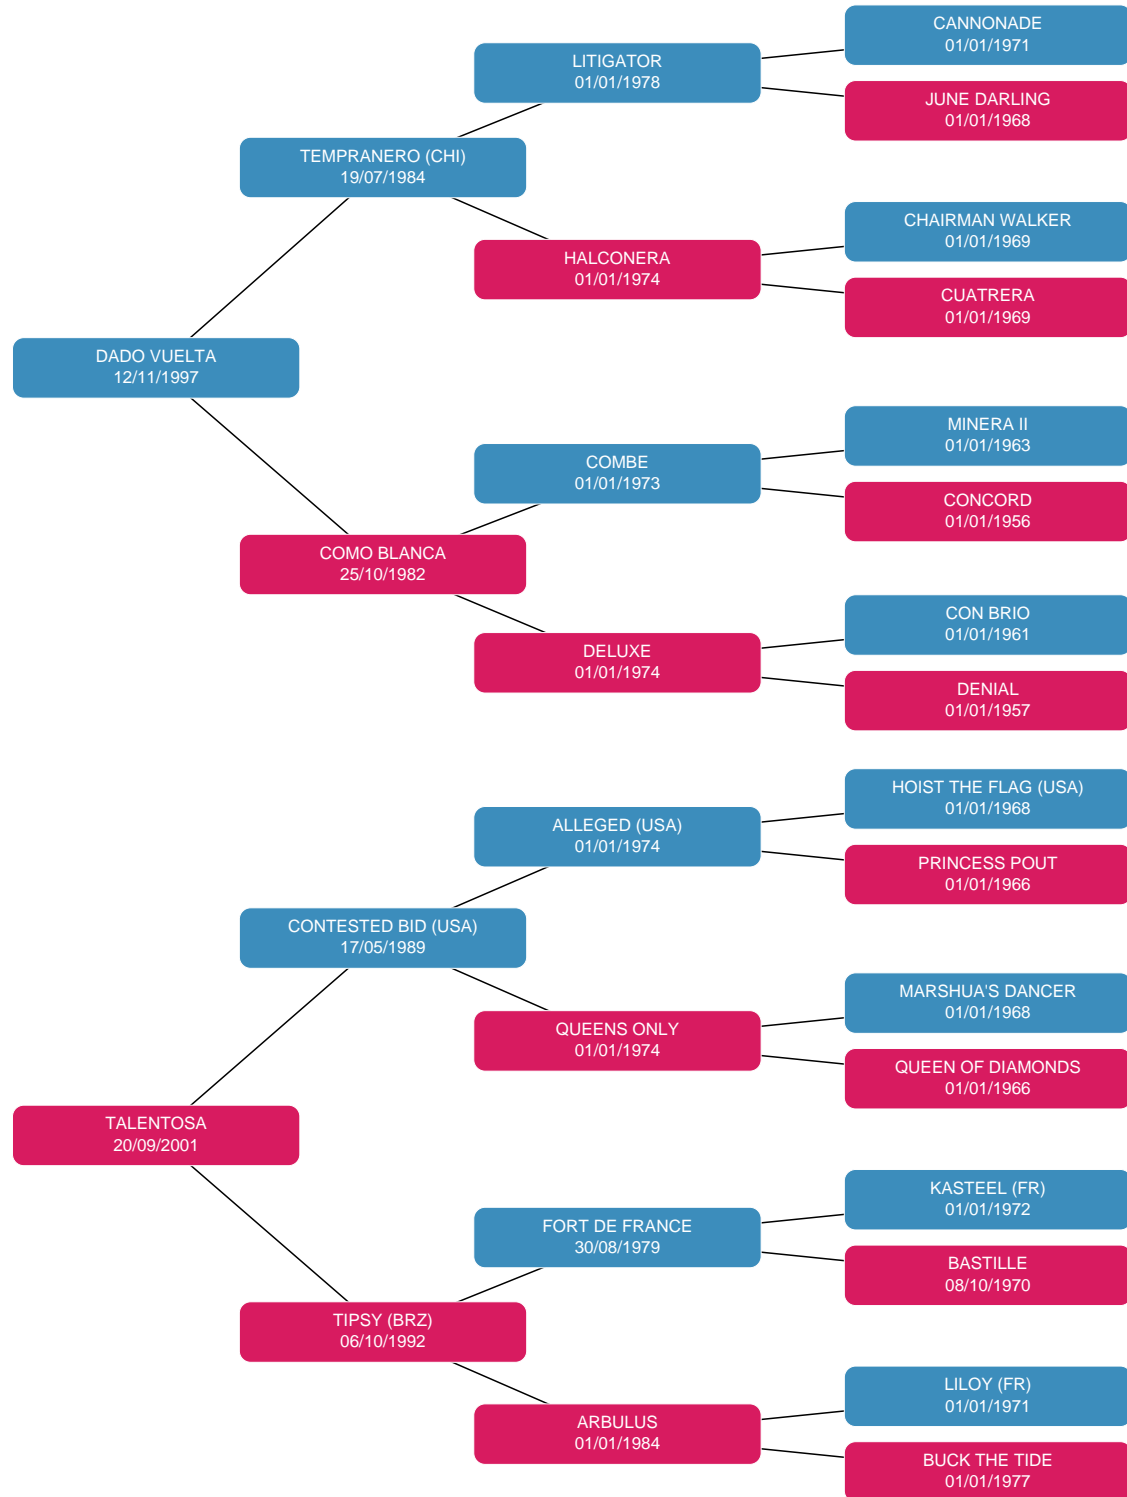 CANNONADE
01/01/1971
LITIGATOR
01/01/1978
JUNE DARLING
01/01/1968
TEMPRANERO (CHI)
19/07/1984
CHAIRMAN WALKER
01/01/1969
HALCONERA
01/01/1974
CUATRERA
01/01/1969
DADO VUELTA
12/11/1997
MINERA II
01/01/1963
COMBE
01/01/1973
CONCORD
01/01/1956
COMO BLANCA
25/10/1982
CON BRIO
01/01/1961
DELUXE
01/01/1974
DENIAL
01/01/1957
HOIST THE FLAG (USA)
01/01/1968
ALLEGED (USA)
01/01/1974
PRINCESS POUT
01/01/1966
CONTESTED BID (USA)
17/05/1989
MARSHUA'S DANCER
01/01/1968
QUEENS ONLY
01/01/1974
QUEEN OF DIAMONDS
01/01/1966
TALENTOSA
20/09/2001
KASTEEL (FR)
01/01/1972
FORT DE FRANCE
30/08/1979
BASTILLE
08/10/1970
TIPSY (BRZ)
06/10/1992
LILOY (FR)
01/01/1971
ARBULUS
01/01/1984
BUCK THE TIDE
01/01/1977